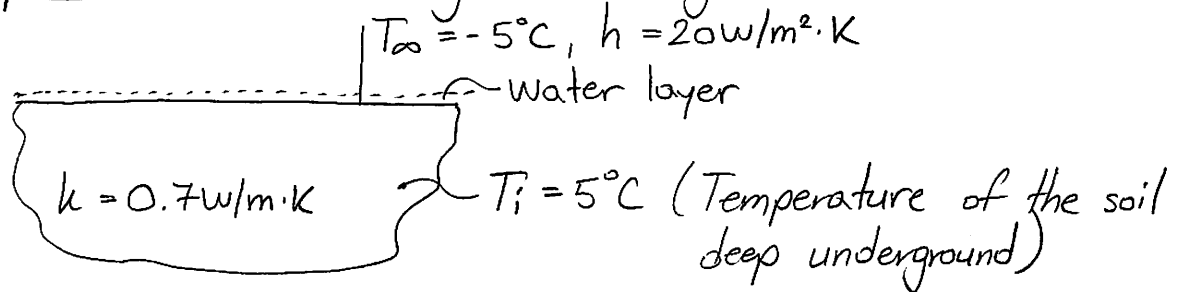 T∞ = -5°C, h = 20w/m².K
water layer
k = 0.7w/m.K
Ti = 5°C (Temperature of the soil
deep underground)